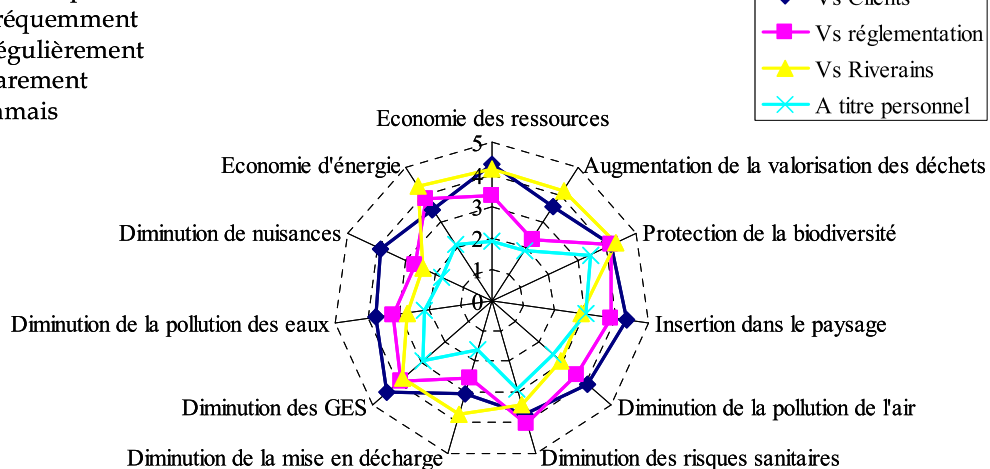 réquemment
égulièrement
arement
amais
Vs Clients
Vs réglementation
Vs Riverains
A titre personnel
Economie des ressources
5
Economie d'énergie
Augmentation de la valorisation des déchets
4
3
Diminution de nuisances
Protection de la biodiversité
2
1
0
Diminution de la pollution des eaux
Insertion dans le paysage
Diminution des GES
Diminution de la pollution de l'air
Diminution de la mise en décharge
Diminution des risques sanitaires